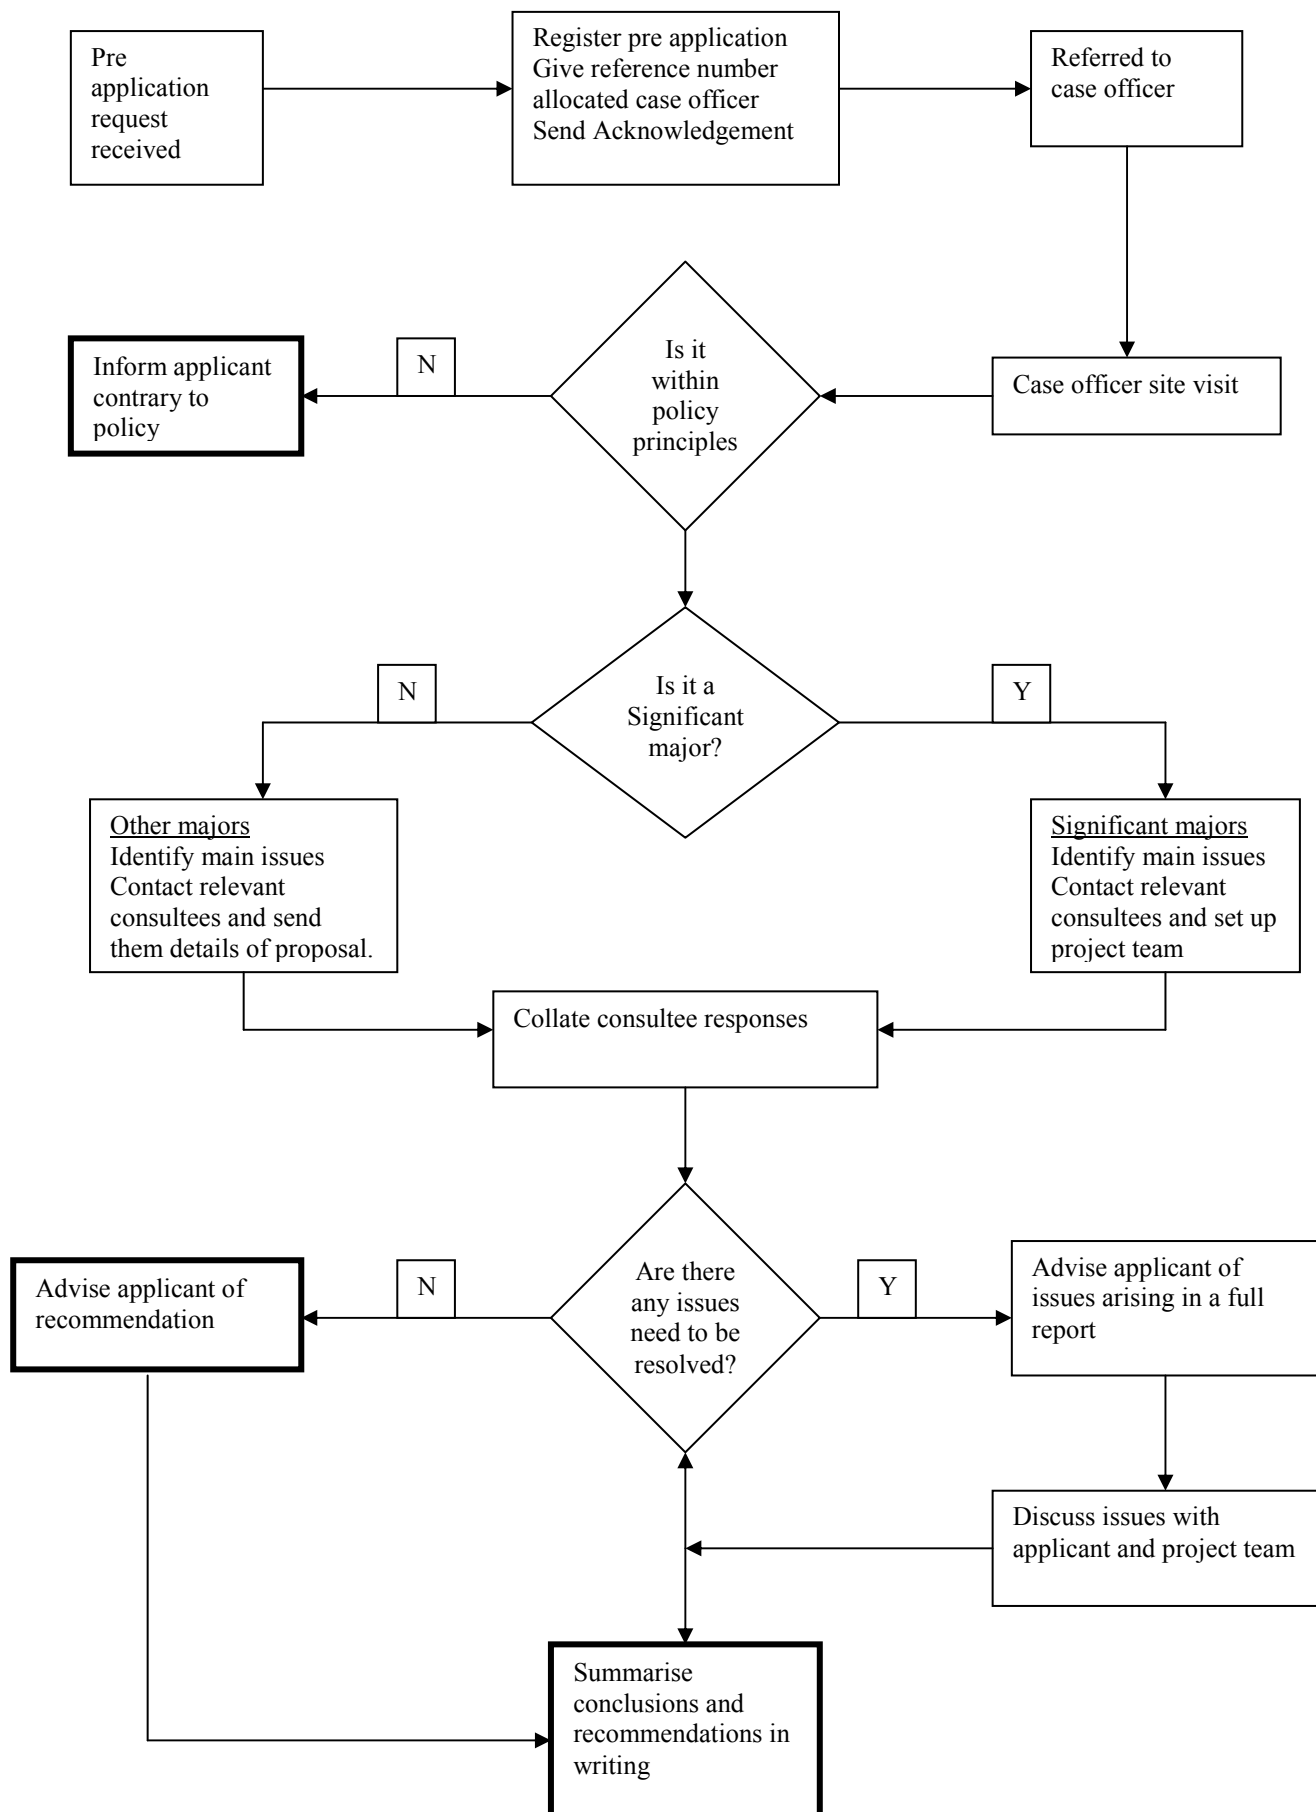 Pre
application
request
received
Register pre application
Give reference number
allocated case officer
Send Acknowledgement
Referred to
case officer
Case officer site visit
Is it
within
policy
principles
N
Inform applicant
contrary to
policy
Is it a
Significant
major?
N
Y
Other majors
Identify main issues
Contact relevant
consultees and send
them details of proposal.
Significant majors
Identify main issues
Contact relevant
consultees and set up
project team
Collate consultee responses
Are there
any issues
need to be
resolved?
N
Y
Advise applicant of
recommendation
Advise applicant of
issues arising in a full
report
Discuss issues with
applicant and project team
Summarise
conclusions and
recommendations in
writing